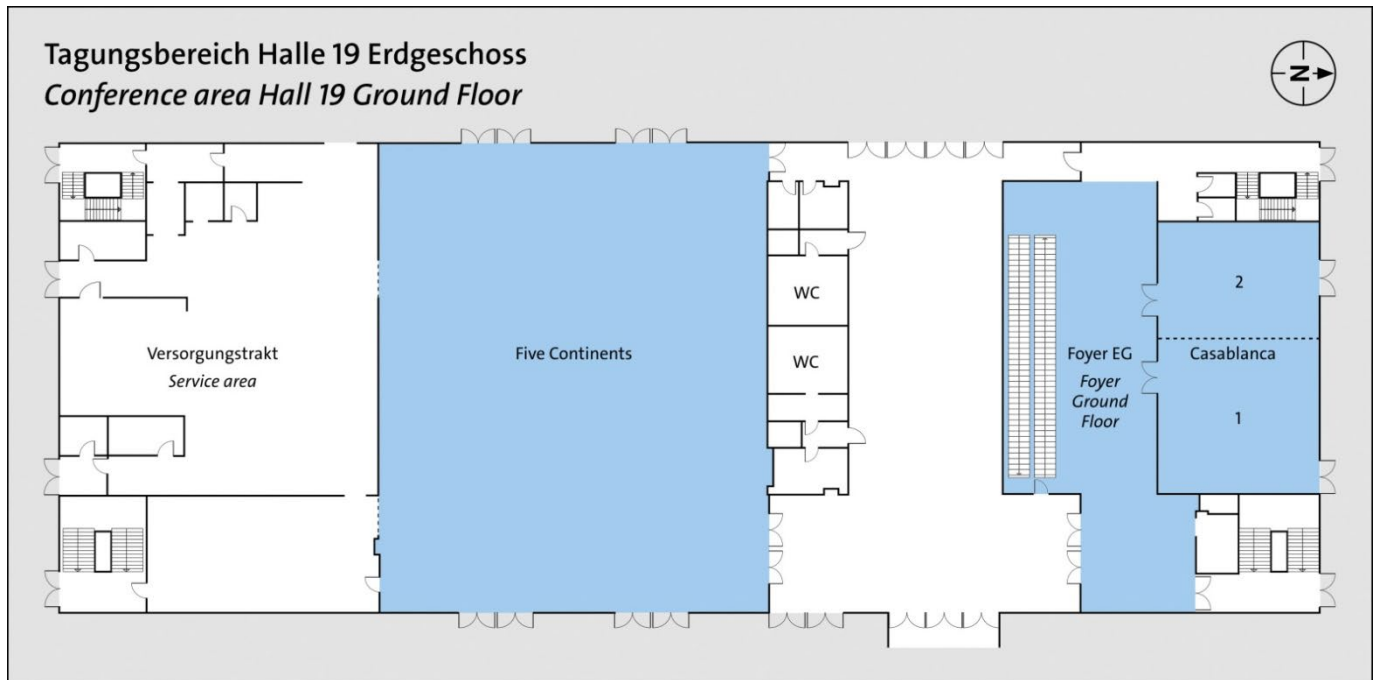 Tagungsbereich Halle 19 Erdgeschoss
Conference area Hall 19 Ground Floor
N
Versorgungstrakt
Service area
Five Continents
WC
WC
Foyer EG
Foyer
Ground
Floor
2
Casablanca
1